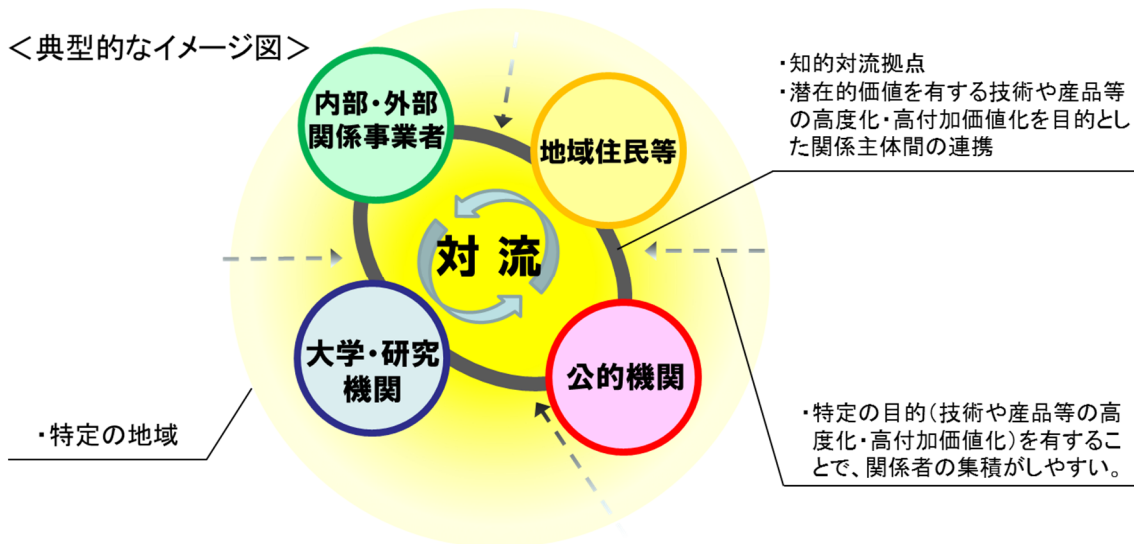 ＜典型的なイメージ図＞
内部・外部
関係事業者
地域住民等
対 流
大学・研究
機関
公的機関
・知的対流拠点
・潜在的価値を有する技術や産品等
の高度化・高付加価値化を目的とし
た関係主体間の連携
・特定の地域
・特定の目的（技術や産品等の高
度化・高付加価値化）を有するこ
とで、関係者の集積がしやすい。